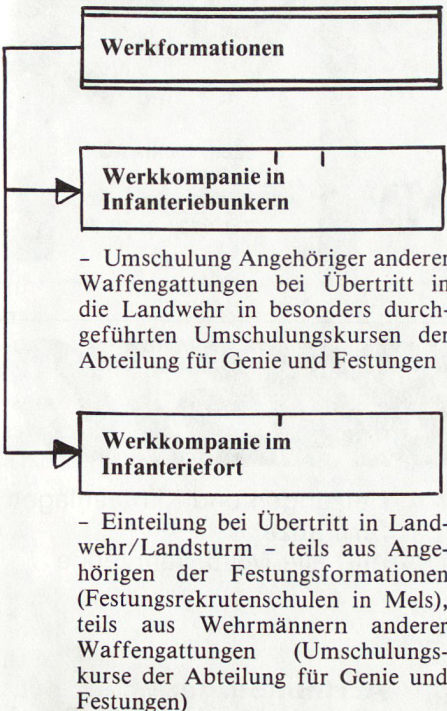 Werkformationen
Werkkompanie in
Infanteriebunkern
– Umschulung Angehöriger anderer
Waffengattungen bei Übertritt in
die Landwehr in besonders durch-
geführten Umschulungskursen der
Abteilung für Genie und Festungen
Werkkompanie im
Infanteriefort
– Einteilung bei Übertritt in Land-
wehr/Landsturm – teils aus Ange-
hörigen der Festungsformationen
(Festungsrekrutenschulen in Mels),
teils aus Wehrmännern anderer
Waffengattungen (Umschulungs-
kurse der Abteilung für Genie und
Festungen)